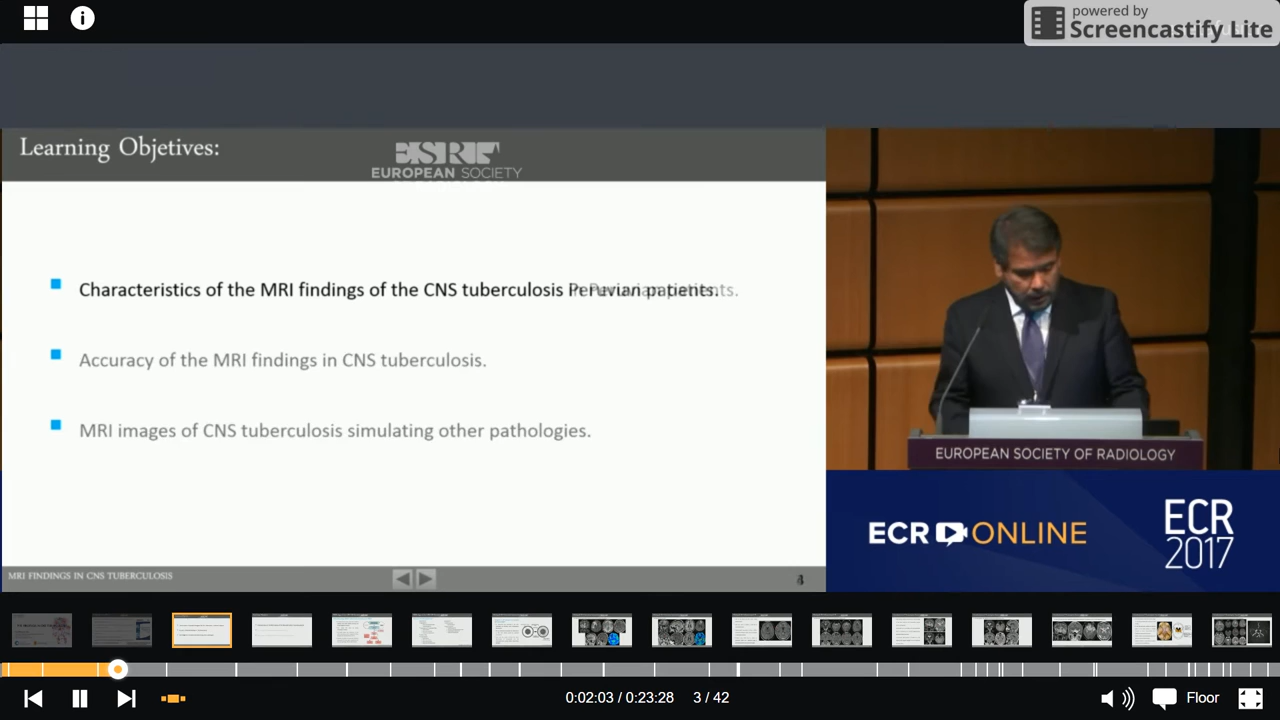 powered by
Screencastify Lite
Learning Objetives:
EUROPEAN SOCIETY
Characteristics of the MRI findings of the CNS tuberculosis Peruvian patients.
Accuracy of the MRI findings in CNS tuberculosis.
MRI images of CNS tuberculosis simulating other pathologies.
MRI FINDINGS IN CNS TUBERCULOSIS
EUROPEAN SOCIETY OF RADIOLOGY
ECR ONLINE
ECR
2017
0:02:03 / 0:23:28 3 / 42
Floor